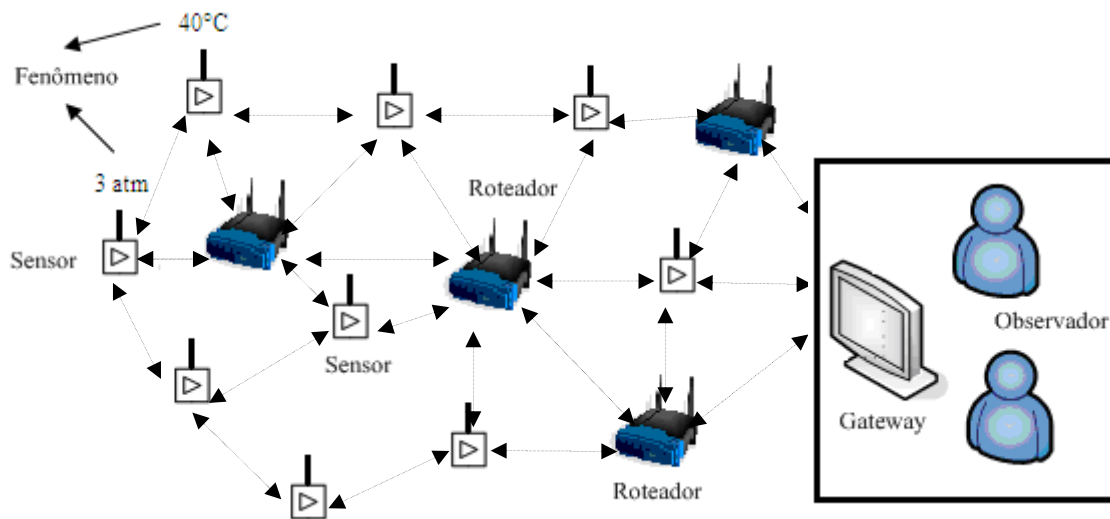 40°C
Fenômeno
3 atm
Roteador
Sensor
Observador
Sensor
Gateway
Roteador